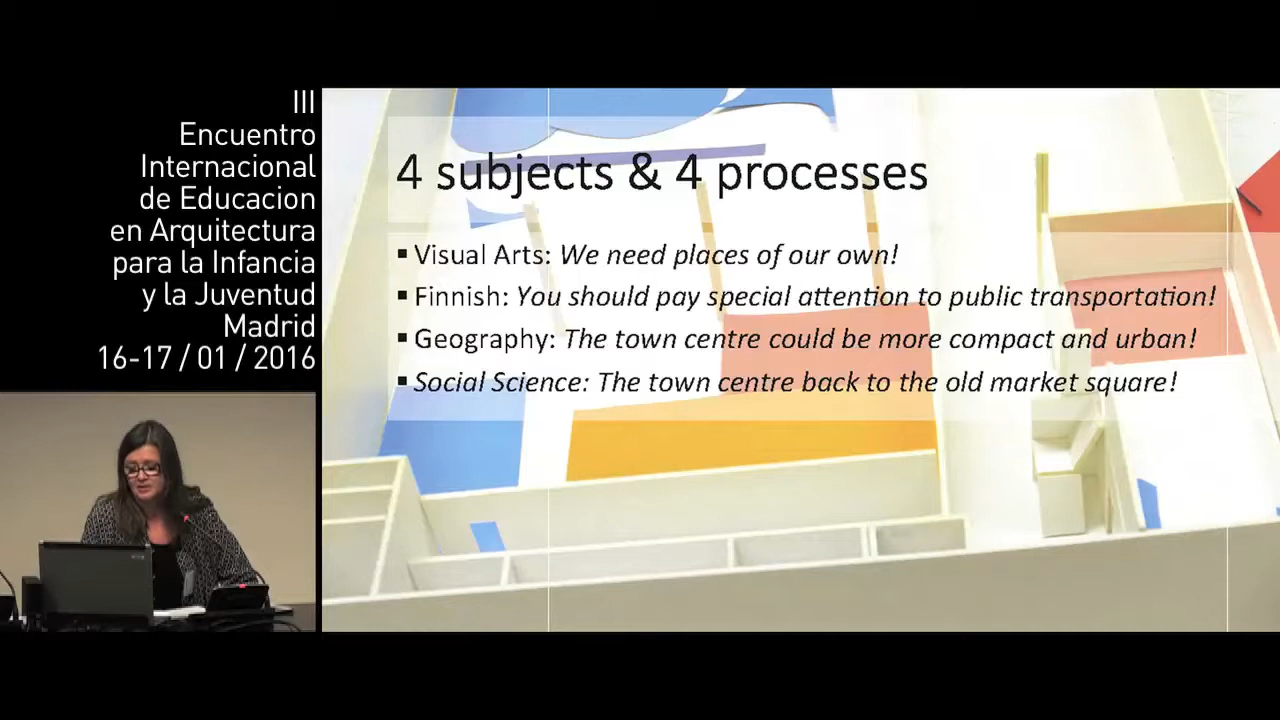 III
Encuentro
Internacional
de Educacion
en Arquitectura
para la Infancia
y la Juventud
Madrid
16-17 / 01 / 2016
4 subjects & 4 processes
▪ Visual Arts: We need places of our own!
▪ Finnish: You should pay special attention to public transportation!
▪ Geography: The town centre could be more compact and urban!
▪ Social Science: The town centre back to the old market square!